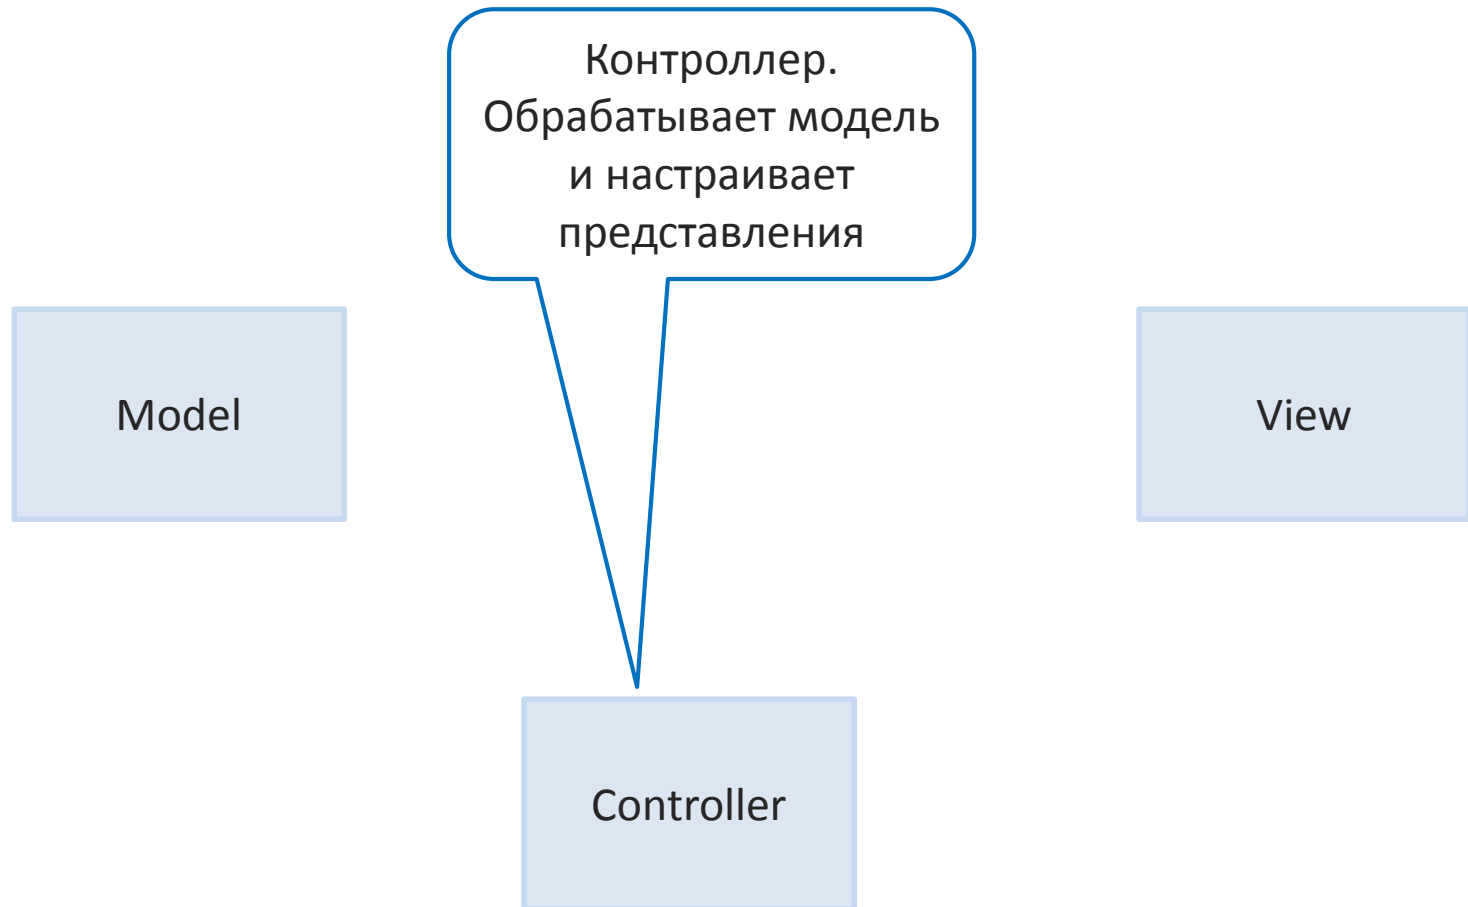 Контроллер.
Обрабатывает модель
и настраивает
представления
Model
View
Controller